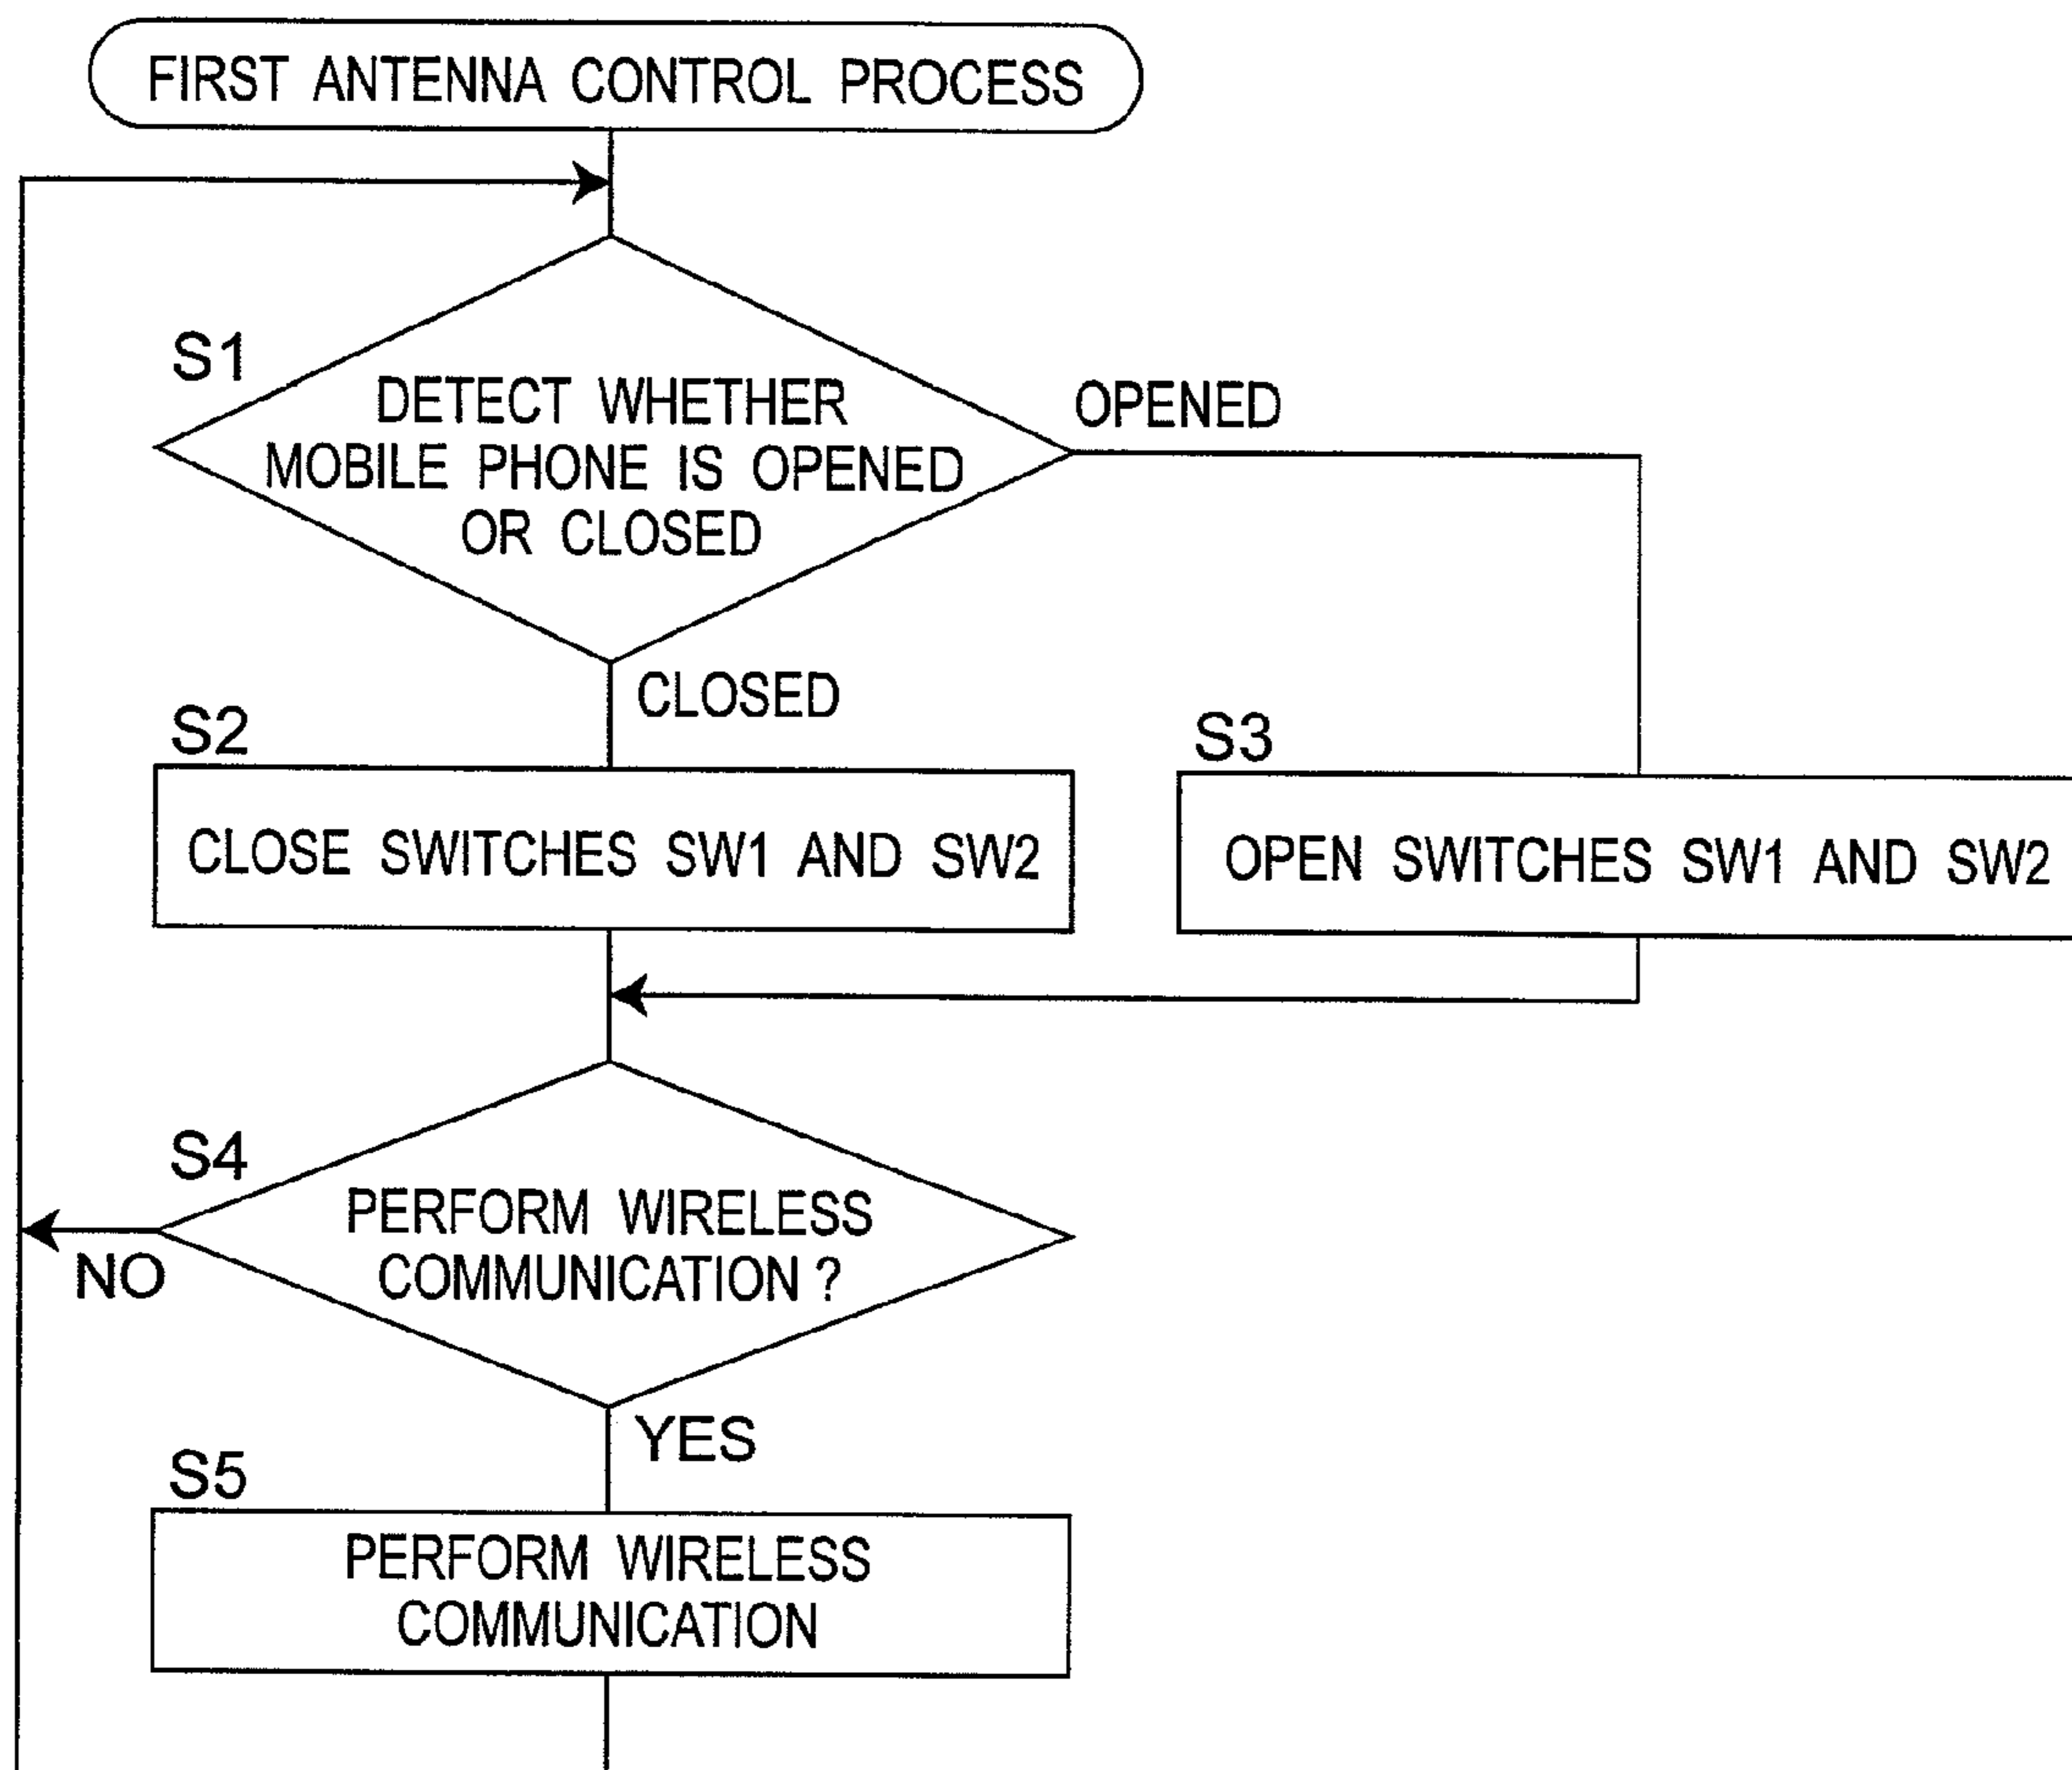 FIRST ANTENNA CONTROL PROCESS
S1
DETECT WHETHER
MOBILE PHONE IS OPENED
OR CLOSED
OPENED
CLOSED
S2
CLOSE SWITCHES SW1 AND SW2
S3
OPEN SWITCHES SW1 AND SW2
S4
PERFORM WIRELESS
COMMUNICATION ?
NO
YES
S5
PERFORM WIRELESS
COMMUNICATION